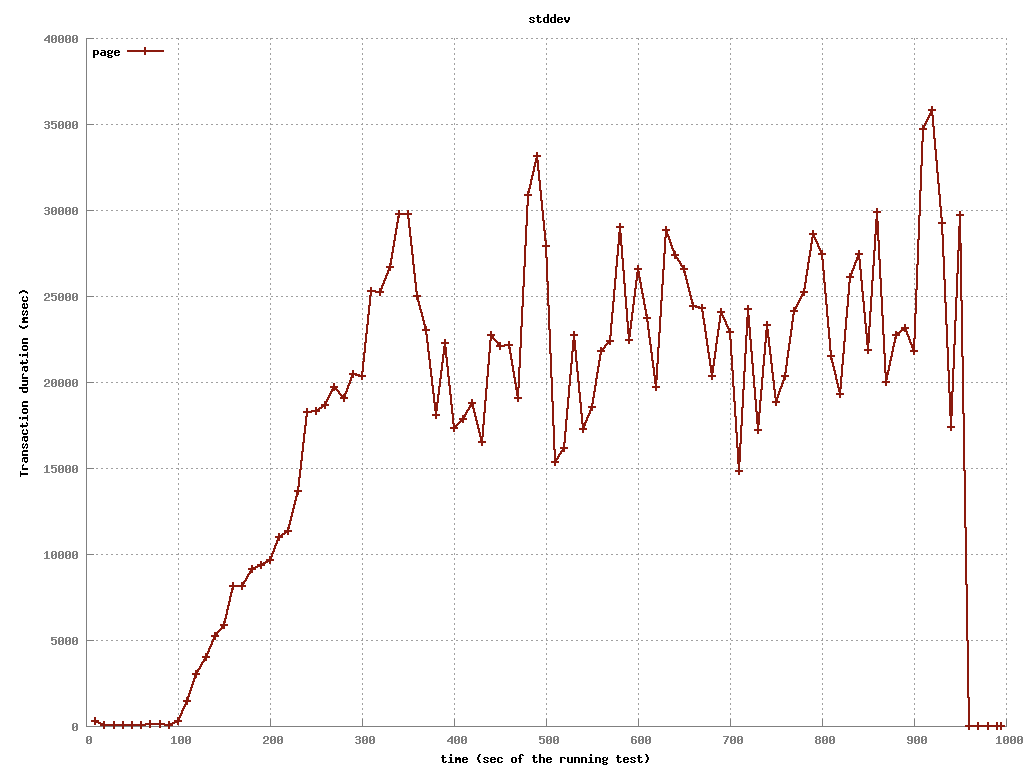 stddev
40000
page
35000
30000
25000
20000
15000
10000
5000
0
0 100 200 300 400 500 600 700 800 900 1000
Transaction duration (msec)
time (sec of the running test)